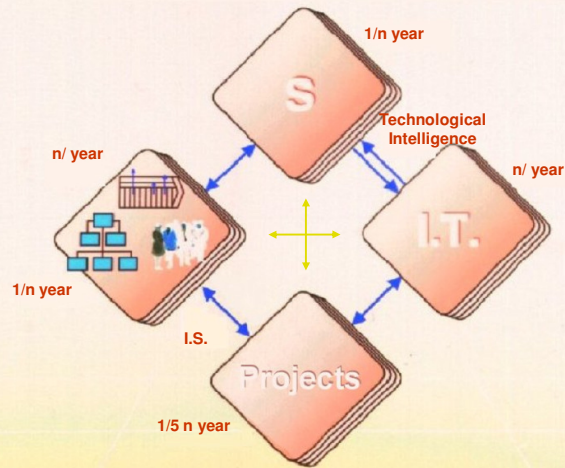 1/n year
S
Technological
Intelligence
n/ year
n/ year
I.T.
1/n year
I.S.
Projects
1/5 n year